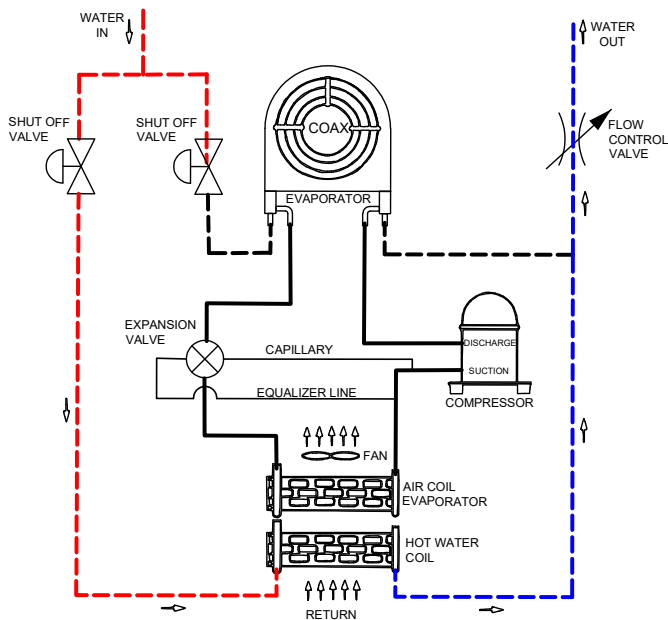 WATER
IN
WATER
OUT
SHUT OFF
VALVE
SHUT OFF
VALVE
COAX
FLOW
CONTROL
VALVE
EVAPORATOR
EXPANSION
VALVE
CAPILLARY
DISCHARGE
SUCTION
EQUALIZER LINE
COMPRESSOR
FAN
AIR COIL
EVAPORATOR
HOT WATER
COIL
RETURN